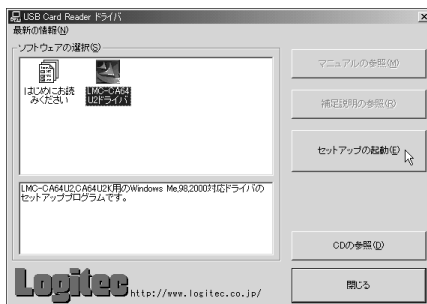 USB Card Reader ドライバ
最新の情報(N)
ソフトウェアの選択(S)
はじめにお読
みください
LMC-CA64
U2ドライバ
LMC-CA64U2,CA64U2K用のWindows Me,98,2000対応ドライバの
セットアッププログラムです。
マニュアルの参照(M)
補足説明の参照(R)
セットアップの起動(E)
CDの参照(D)
閉じる
Logitec http://www.logitec.co.jp/